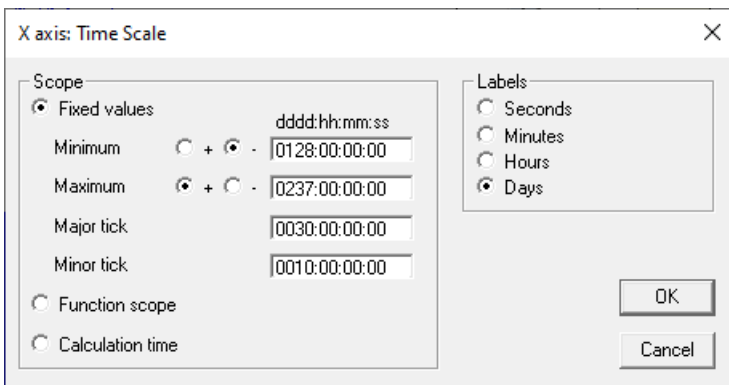 X axis: Time Scale
Scope
Fixed values
dddd:hh:mm:ss
Minimum + - 0128:00:00:00
Maximum + - 0237:00:00:00
Major tick 0030:00:00:00
Minor tick 0010:00:00:00
Function scope
Calculation time
Labels
Seconds
Minutes
Hours
Days
OK
Cancel